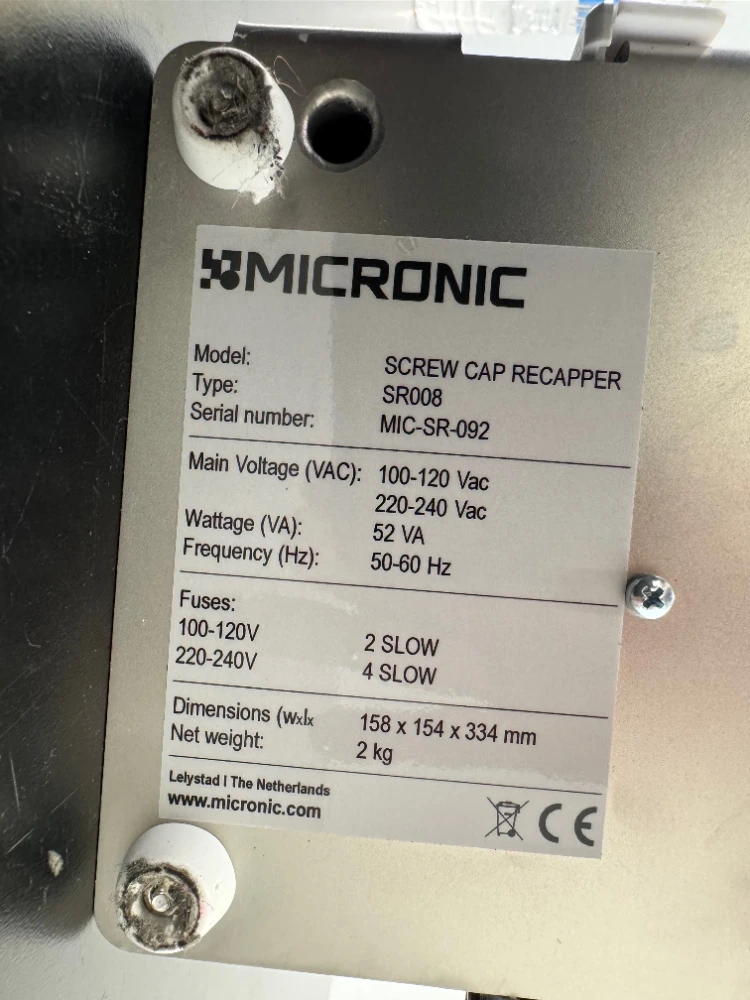 MICRONIC
Model: SCREW CAP RECAPPER
Type: SR008
Serial number: MIC-SR-092
Main Voltage (VAC): 100-120 Vac
220-240 Vac
Wattage (VA): 52 VA
Frequency (Hz): 50-60 Hz
Fuses:
100-120V 2 SLOW
220-240V 4 SLOW
Dimensions (wxlx 158 x 154 x 334 mm
Net weight: 2 kg
Lelystad | The Netherlands
www.micronic.com
CE